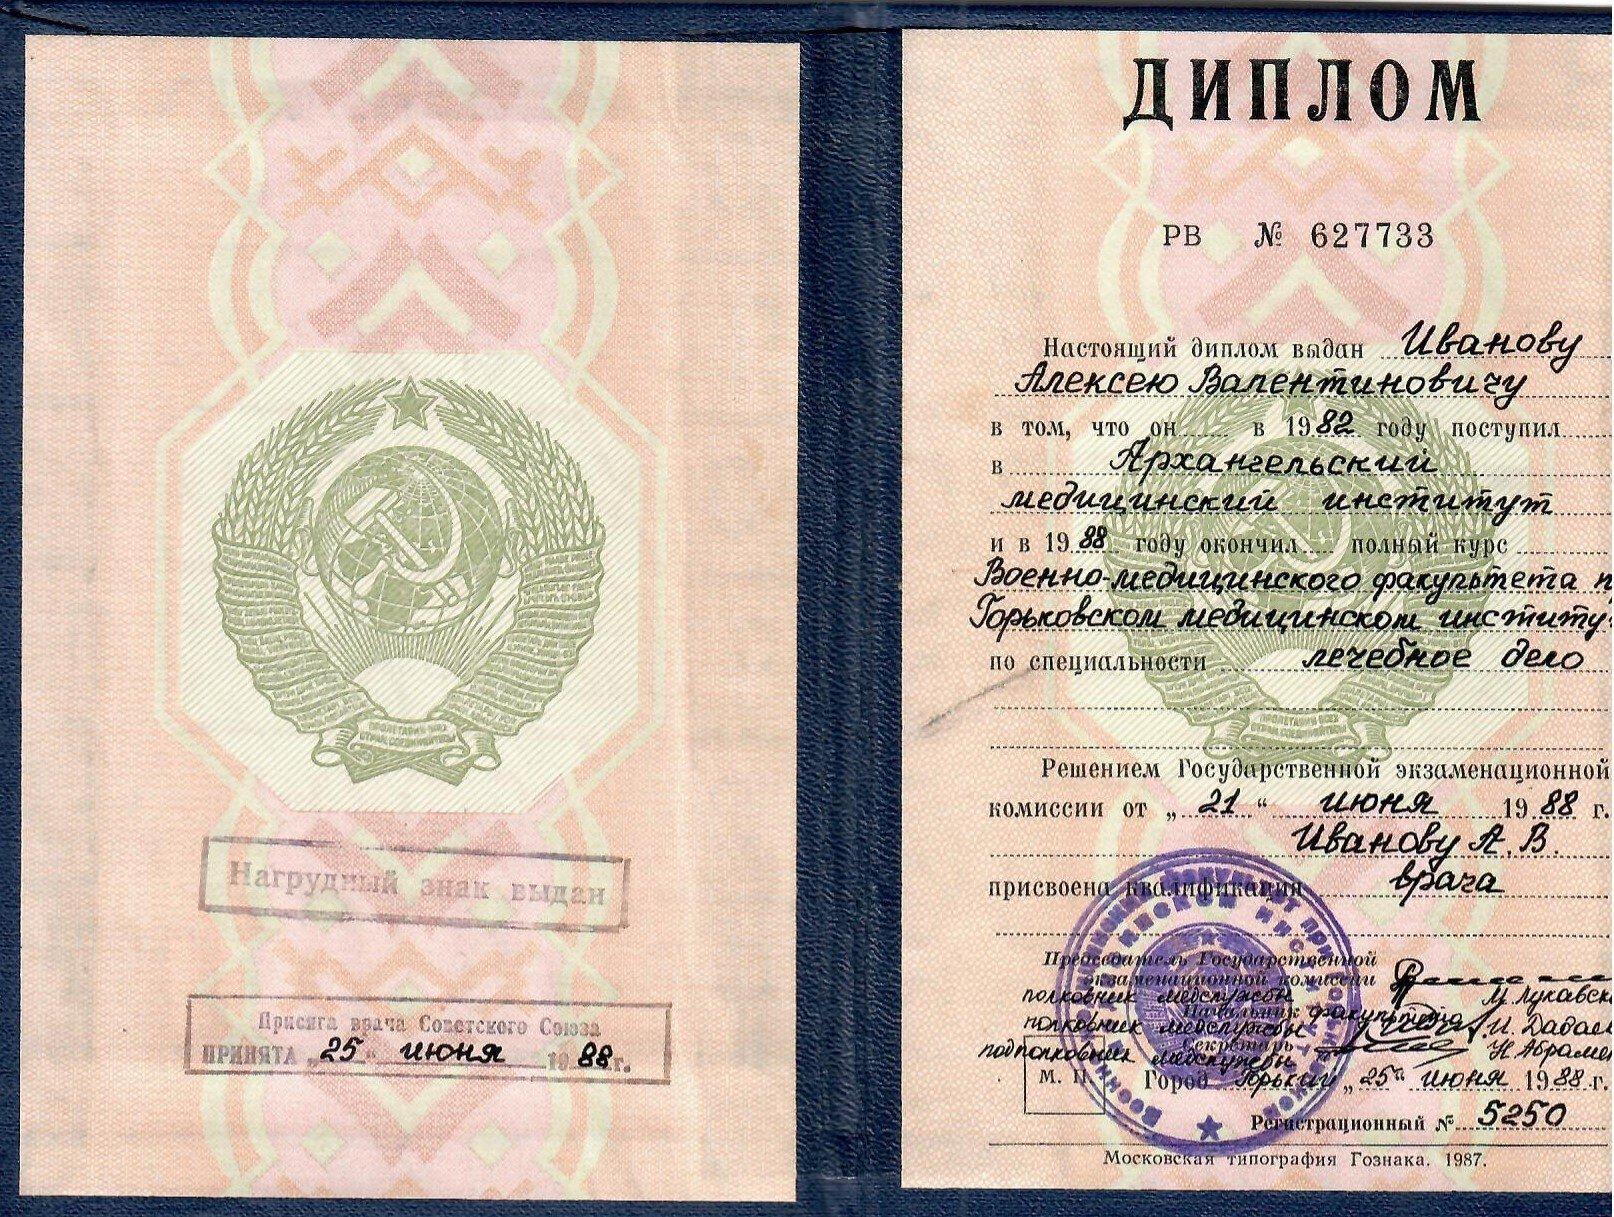 Нагрудный знак выдан
Присяга врача Советского Союза
ПРИНЯТА „25“ июня 1988 г.
ДИПЛОМ
РВ № 627733
Настоящий диплом выдан Иванову
Алексею Валентиновичу
в том, что он в 1982 году поступил
в Архангельский
медицинский институт
и в 1988 году окончил полный курс
Военно-медицинского факультета п
Горьковском медицинском институ
по специальности лечебное дело
Решением Государственной экзаменационной
комиссии от „21“ июня 1988 г.
Иванову А. В.
присвоена квалификация врача
Председатель Государственной
экзаменационной комиссии
полковник медслужбы М Лукавск
Начальник факультета
полковник медслужбы И. Даваем
Секретарь
подполковник медслужбы Н Абрамен
М. П. Город Горький „25“ июня 1988 г.
Регистрационный № 5250
Московская типография Гознака. 1987.